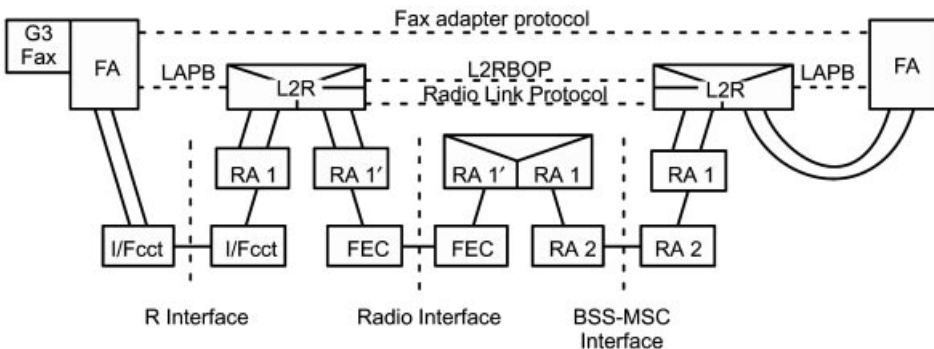 Fax adapter protocol
G3
Fax
FA
FA
LAPB
L2R
L2RBOP
Radio Link Protocol
L2R
LAPB
RA 1
RA 1′
RA 1′
RA 1
RA 1
I/Fcct
I/Fcct
FEC
FEC
RA 2
RA 2
R Interface
Radio Interface
BSS-MSC
Interface